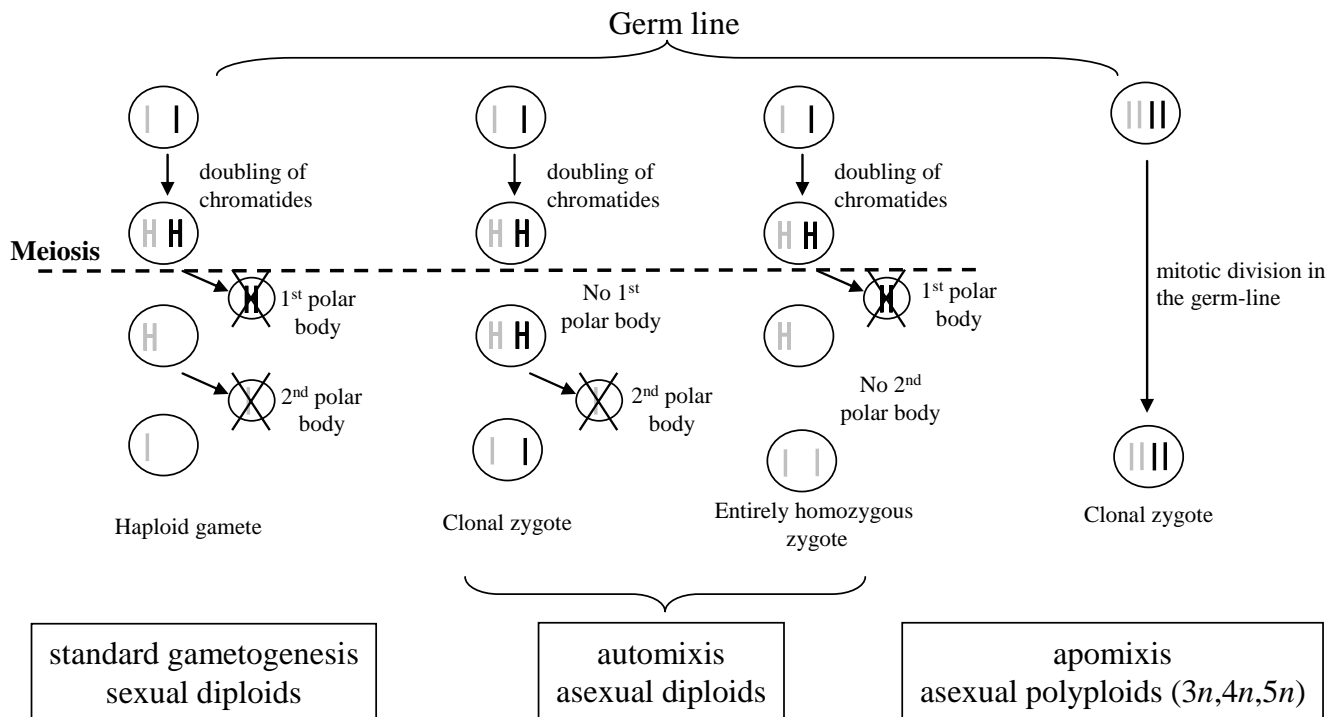 Germ line
doubling of
chromatides
doubling of
chromatides
doubling of
chromatides
Meiosis
1st polar
body
No 1st
polar body
1st polar
body
mitotic division in
the germ-line
2nd polar
body
2nd polar
body
No 2nd
polar body
Haploid gamete
Clonal zygote
Entirely homozygous
zygote
Clonal zygote
standard gametogenesis
sexual diploids
automixis
asexual diploids
apomixis
asexual polyploids (3n,4n,5n)